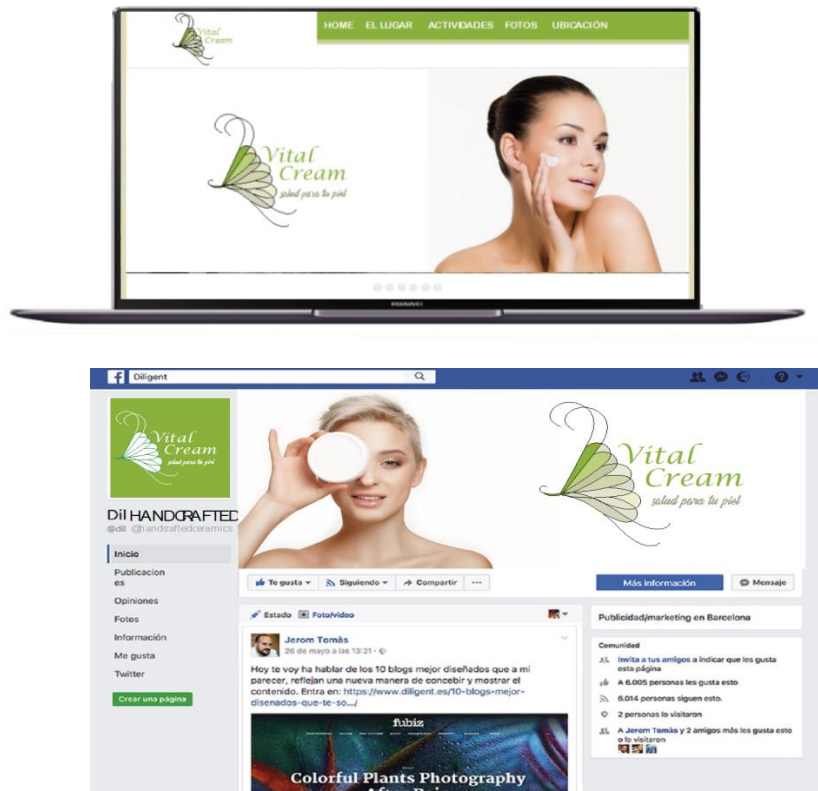 Vital
Cream
HOME EL LUGAR ACTIVIDADES FOTOS UBICACIÓN
Vital
Cream
salud para tu piel
HUAWEI
Diligent
Vital
Cream
salud para tu piel
Vital
Cream
salud para tu piel
Dil HANDCRAFTED
@dil @handcraftedceramics
Inicio
Publicacion
es
Opiniones
Fotos
Información
Me gusta
Twitter
Crear una página
Te gusta Siguiendo Compartir ...
Más información Mensaje
Estado Foto/video
Jerom Tomàs
26 de mayo a las 13:21 ·
Hoy te voy ha hablar de los 10 blogs mejor diseñados que a mi
parecer, reflejan una nueva manera de concebir y mostrar el
contenido. Entra en: https://www.diligent.es/10-blogs-mejor-
disenados-que-te-so.../
fubiz
Colorful Plants Photography
After Rain
Publicidad/marketing en Barcelona
Comunidad
Invita a tus amigos a indicar que les gusta
esta página
A 6.005 personas les gusta esto
6.014 personas siguen esto.
2 personas lo visitaron
A Jerom Tomàs y 2 amigos más les gusta esto
o lo visitaron